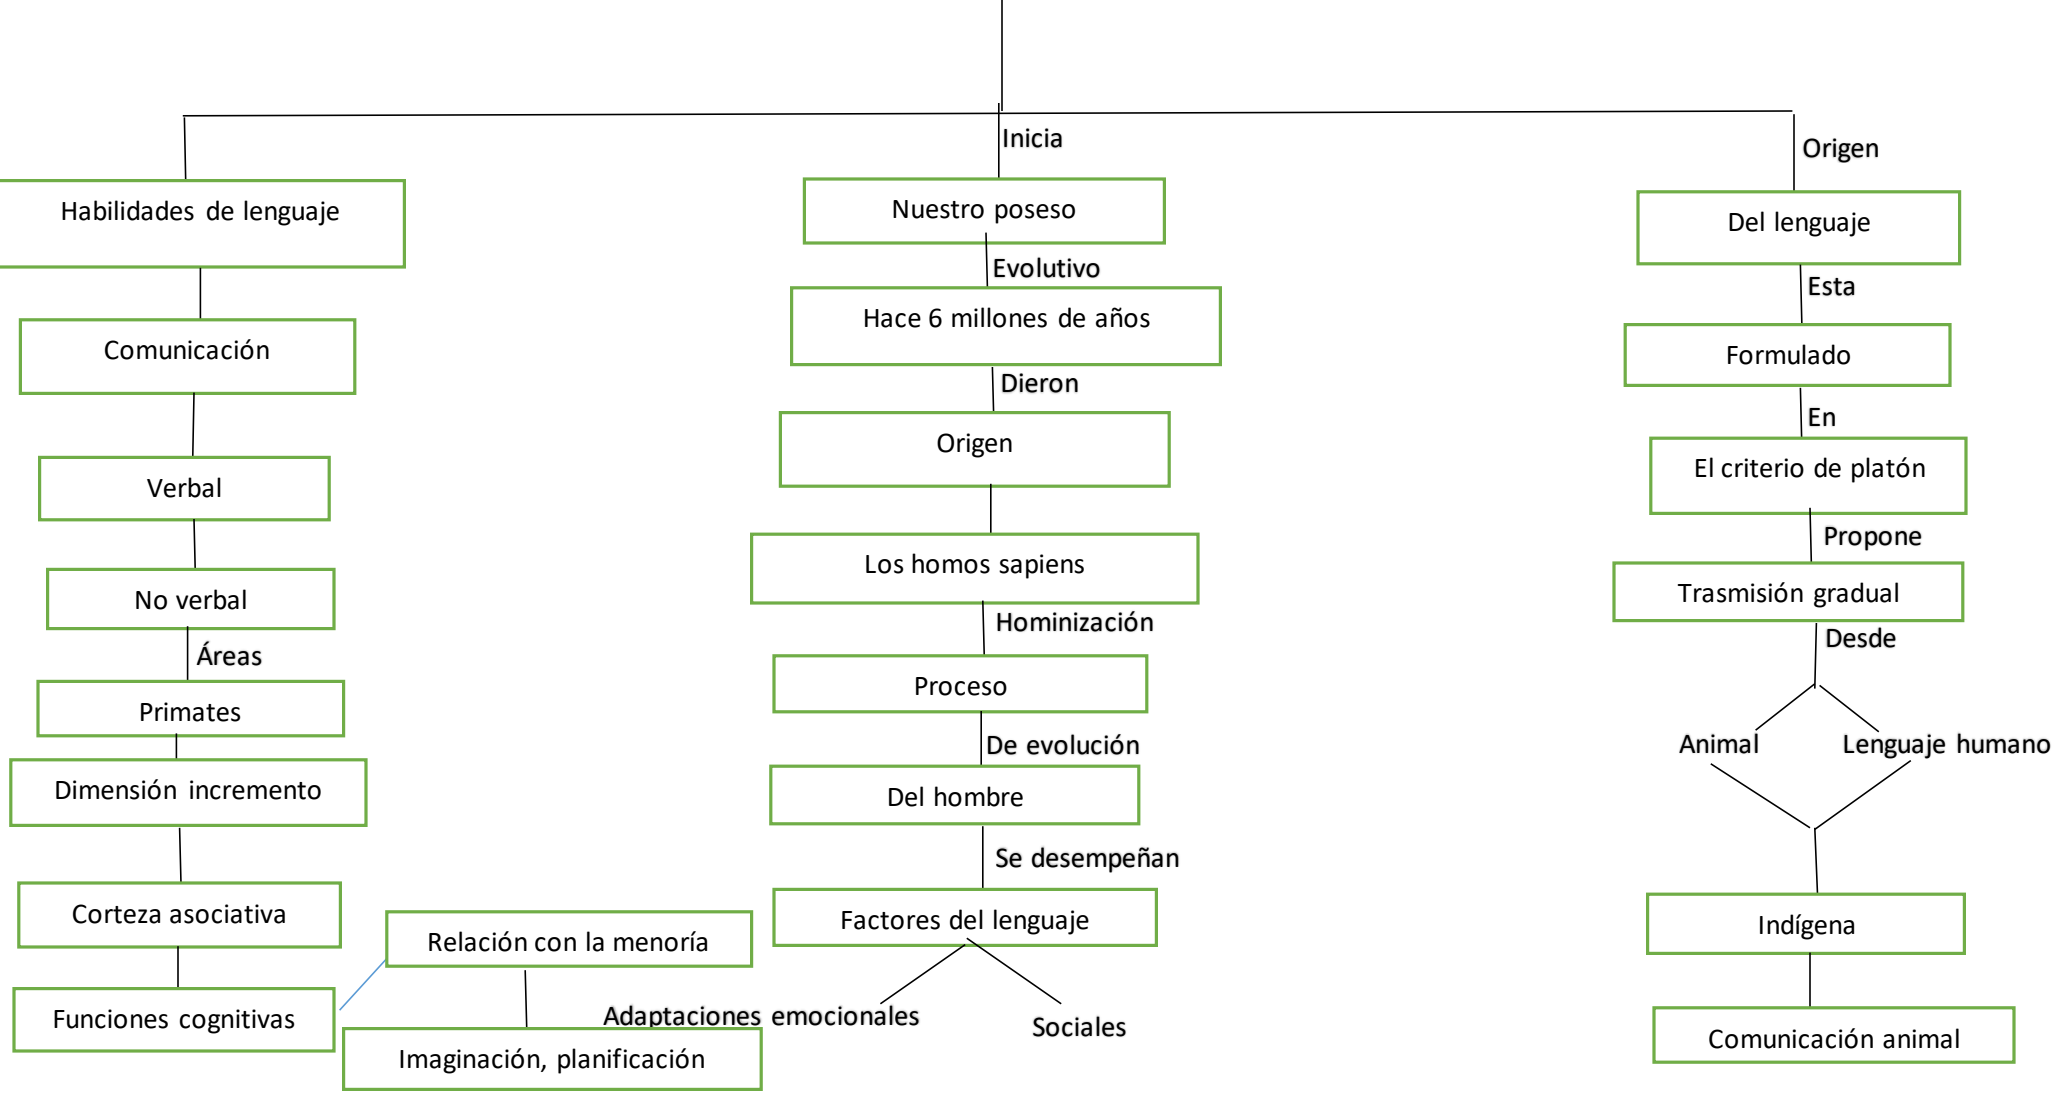 Habilidades de lenguaje
Comunicación
Verbal
No verbal
Áreas
Primates
Dimensión incremento
Corteza asociativa
Funciones cognitivas
Relación con la menoría
Imaginación, planificación
Inicia
Nuestro poseso
Evolutivo
Hace 6 millones de años
Dieron
Origen
Los homos sapiens
Hominización
Proceso
De evolución
Del hombre
Se desempeñan
Factores del lenguaje
Adaptaciones emocionales
Sociales
Origen
Del lenguaje
Esta
Formulado
En
El criterio de platón
Propone
Trasmisión gradual
Desde
Animal
Lenguaje humano
Indígena
Comunicación animal